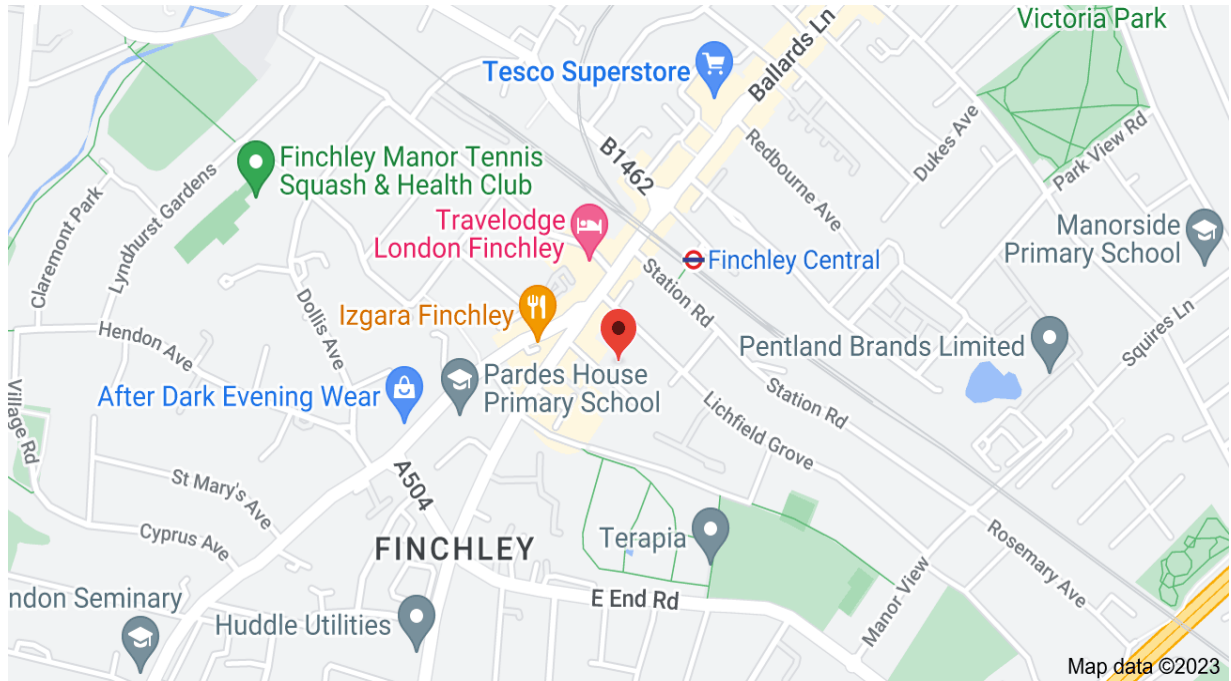 Victoria Park
Tesco Superstore
Ballards Ln
B1462
Redbourne Ave
Dukes Ave
Park View Rd
Finchley Manor Tennis
Squash & Health Club
Claremont Park
Lyndhurst Gardens
Travelodge
London Finchley
Manorside
Primary School
Finchley Central
Station Rd
Izgara Finchley
Dollis Ave
Hendon Ave
Squires Ln
Pentland Brands Limited
Pardes House
Primary School
After Dark Evening Wear
Station Rd
Lichfield Grove
Village Rd
A504
St Mary's Ave
Cyprus Ave
FINCHLEY
Terapia
Rosemary Ave
E End Rd
Manor View
ndon Seminary
Huddle Utilities
Map data ©2023